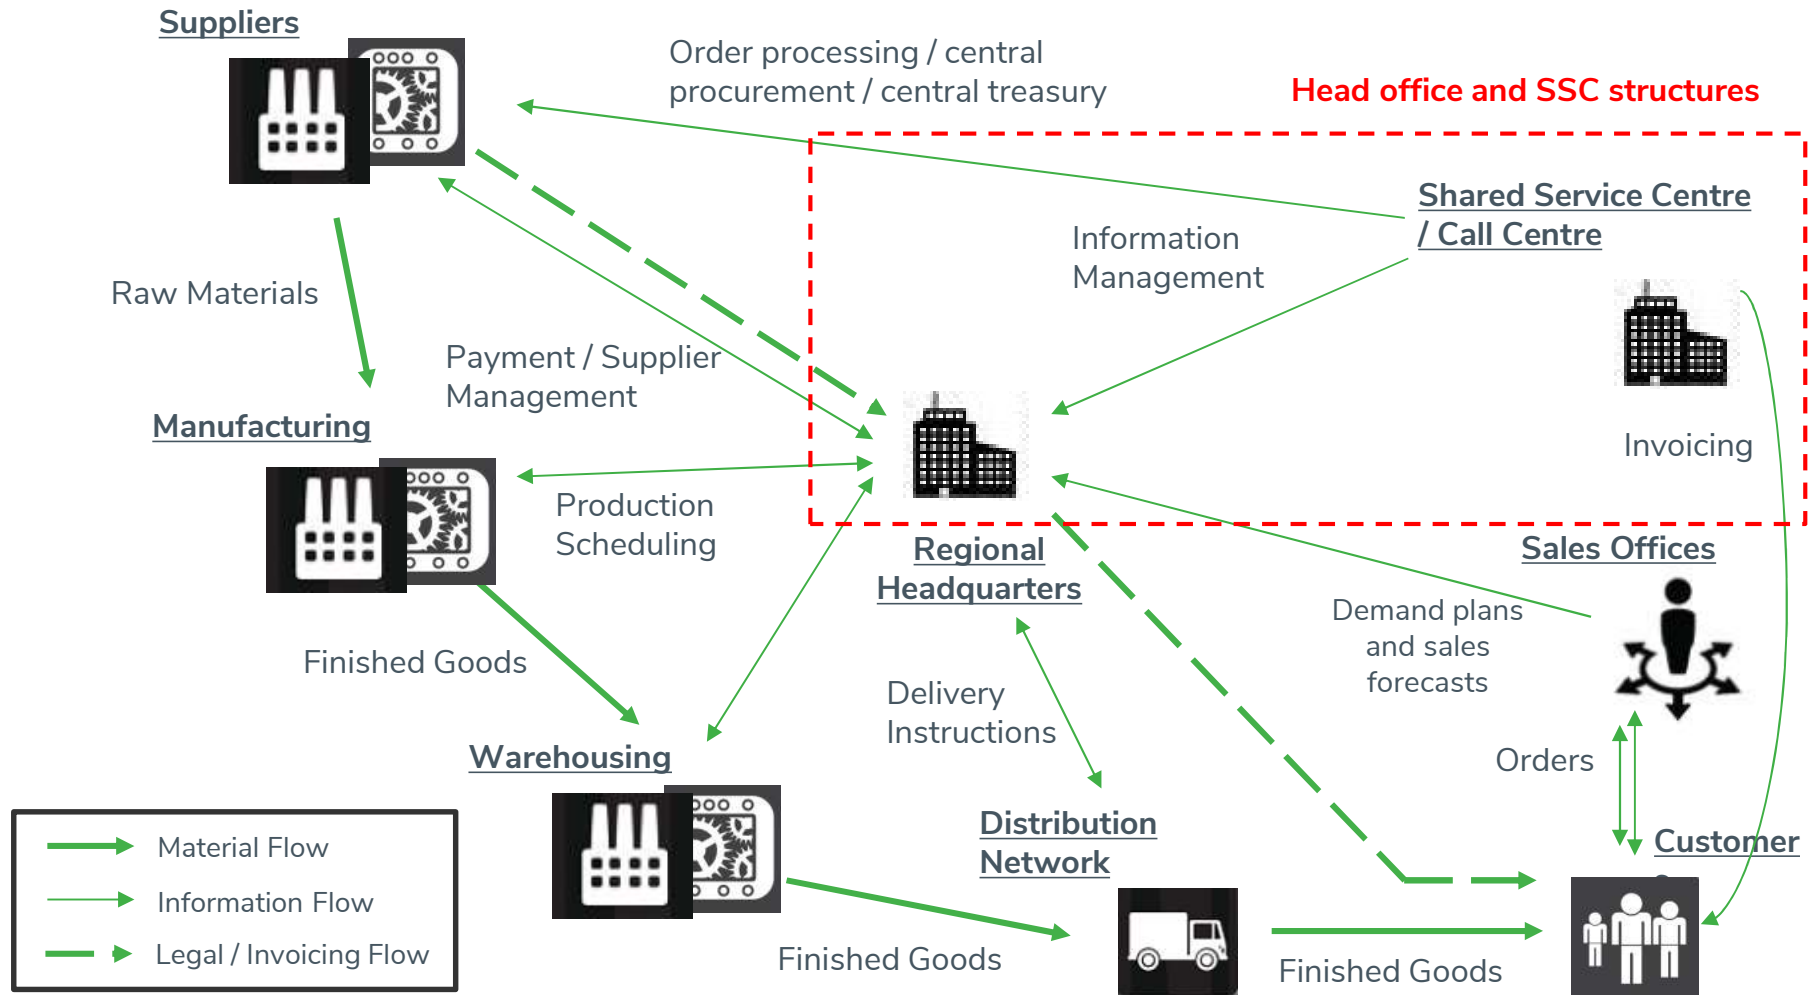 Suppliers
Order processing / central
procurement / central treasury
Head office and SSC structures
Shared Service Centre
/ Call Centre
Information
Management
Raw Materials
Payment / Supplier
Management
Manufacturing
Invoicing
Production
Scheduling
Regional
Headquarters
Sales Offices
Demand plans
and sales
forecasts
Finished Goods
Delivery
Instructions
Warehousing
Orders
Distribution
Network
Customer
Material Flow
Information Flow
Legal / Invoicing Flow
Finished Goods
Finished Goods